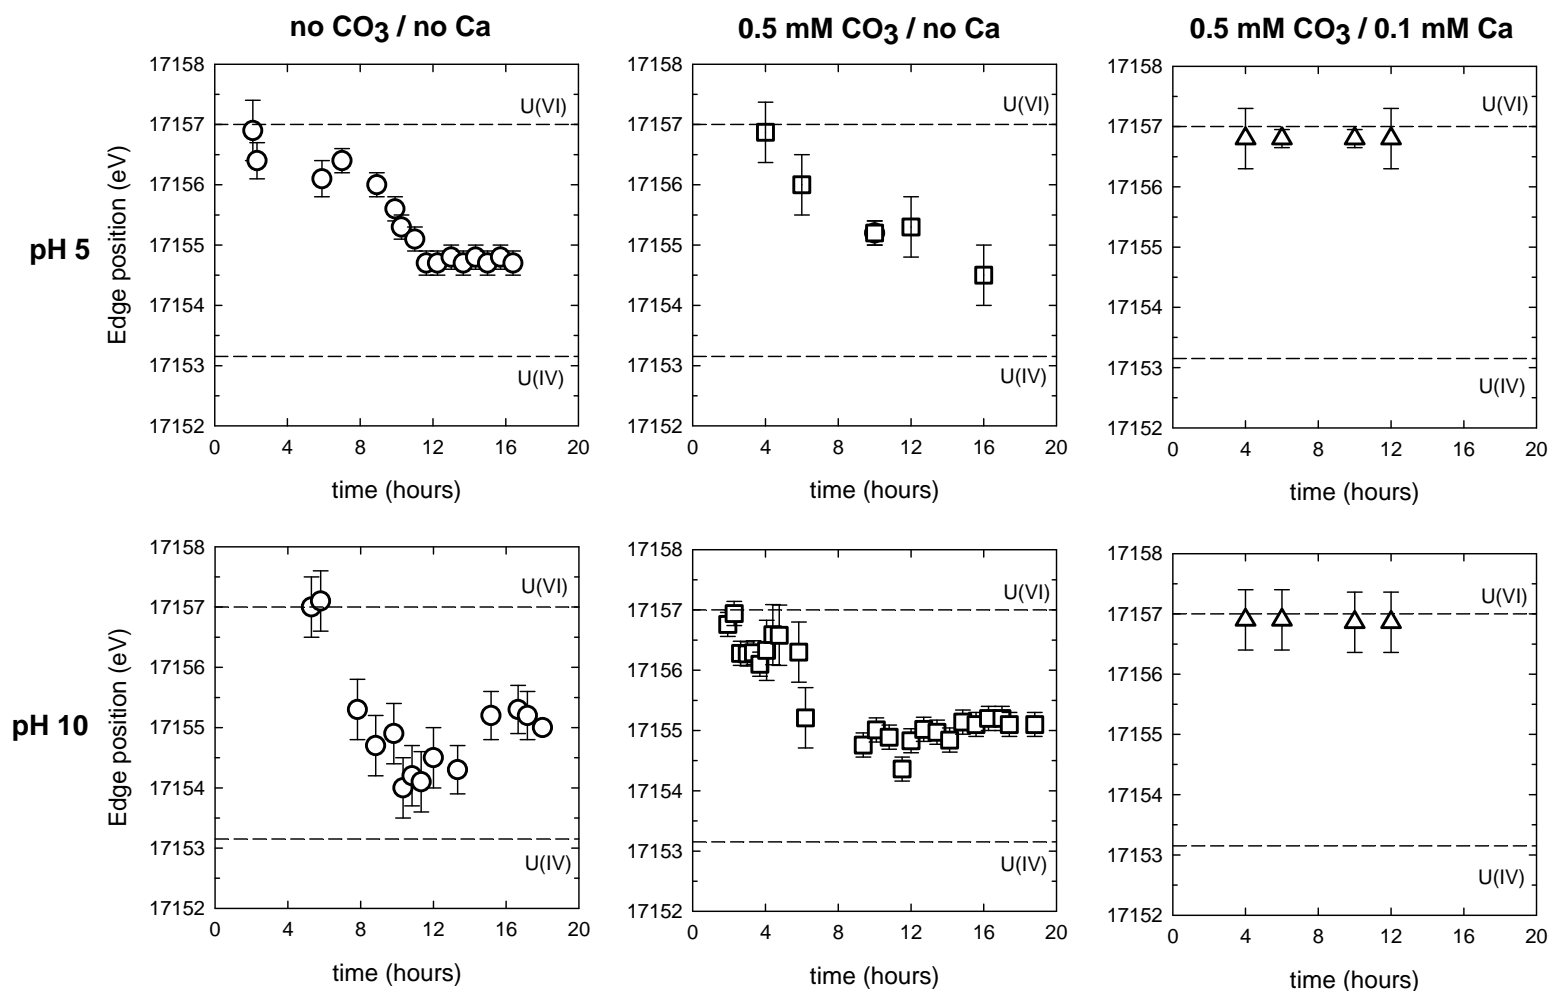 no CO3 / no Ca
0.5 mM CO3 / no Ca
0.5 mM CO3 / 0.1 mM Ca
pH 5
Edge position (eV)
17158
17157
17156
17155
17154
17153
17152
U(VI)
U(IV)
0 4 8 12 16 20
time (hours)
17158
17157
17156
17155
17154
17153
17152
U(VI)
U(IV)
0 4 8 12 16 20
time (hours)
17158
17157
17156
17155
17154
17153
17152
U(VI)
U(IV)
0 4 8 12 16 20
time (hours)
pH 10
Edge position (eV)
17158
17157
17156
17155
17154
17153
17152
U(VI)
U(IV)
0 4 8 12 16 20
time (hours)
17158
17157
17156
17155
17154
17153
17152
U(VI)
U(IV)
0 4 8 12 16 20
time (hours)
17158
17157
17156
17155
17154
17153
17152
U(VI)
U(IV)
0 4 8 12 16 20
time (hours)